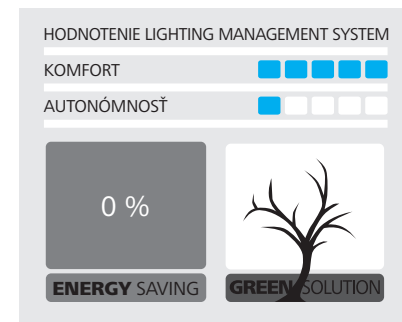 HODNOTENIE LIGHTING MANAGEMENT SYSTEM
KOMFORT
AUTONÓMNOSŤ
0 %
ENERGY SAVING
GREEN SOLUTION